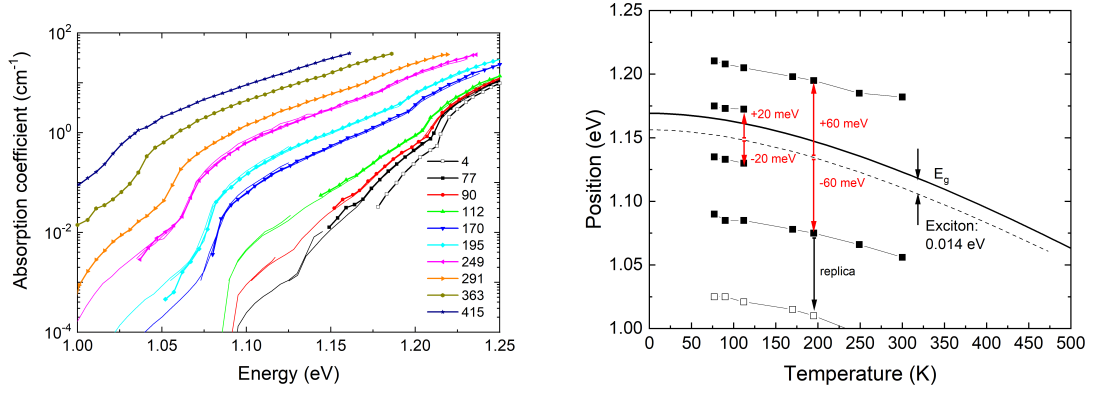 10²
10⁰
10⁻²
10⁻⁴
Absorption coefficient (cm⁻¹)
4
77
90
112
170
195
249
291
363
415
1.00 1.05 1.10 1.15 1.20 1.25
Energy (eV)
1.25
1.20
1.15
1.10
1.05
1.00
Position (eV)
+20 meV
+60 meV
-20 meV
-60 meV
E_g
Exciton:
0.014 eV
replica
0 50 100 150 200 250 300 350 400 450 500
Temperature (K)